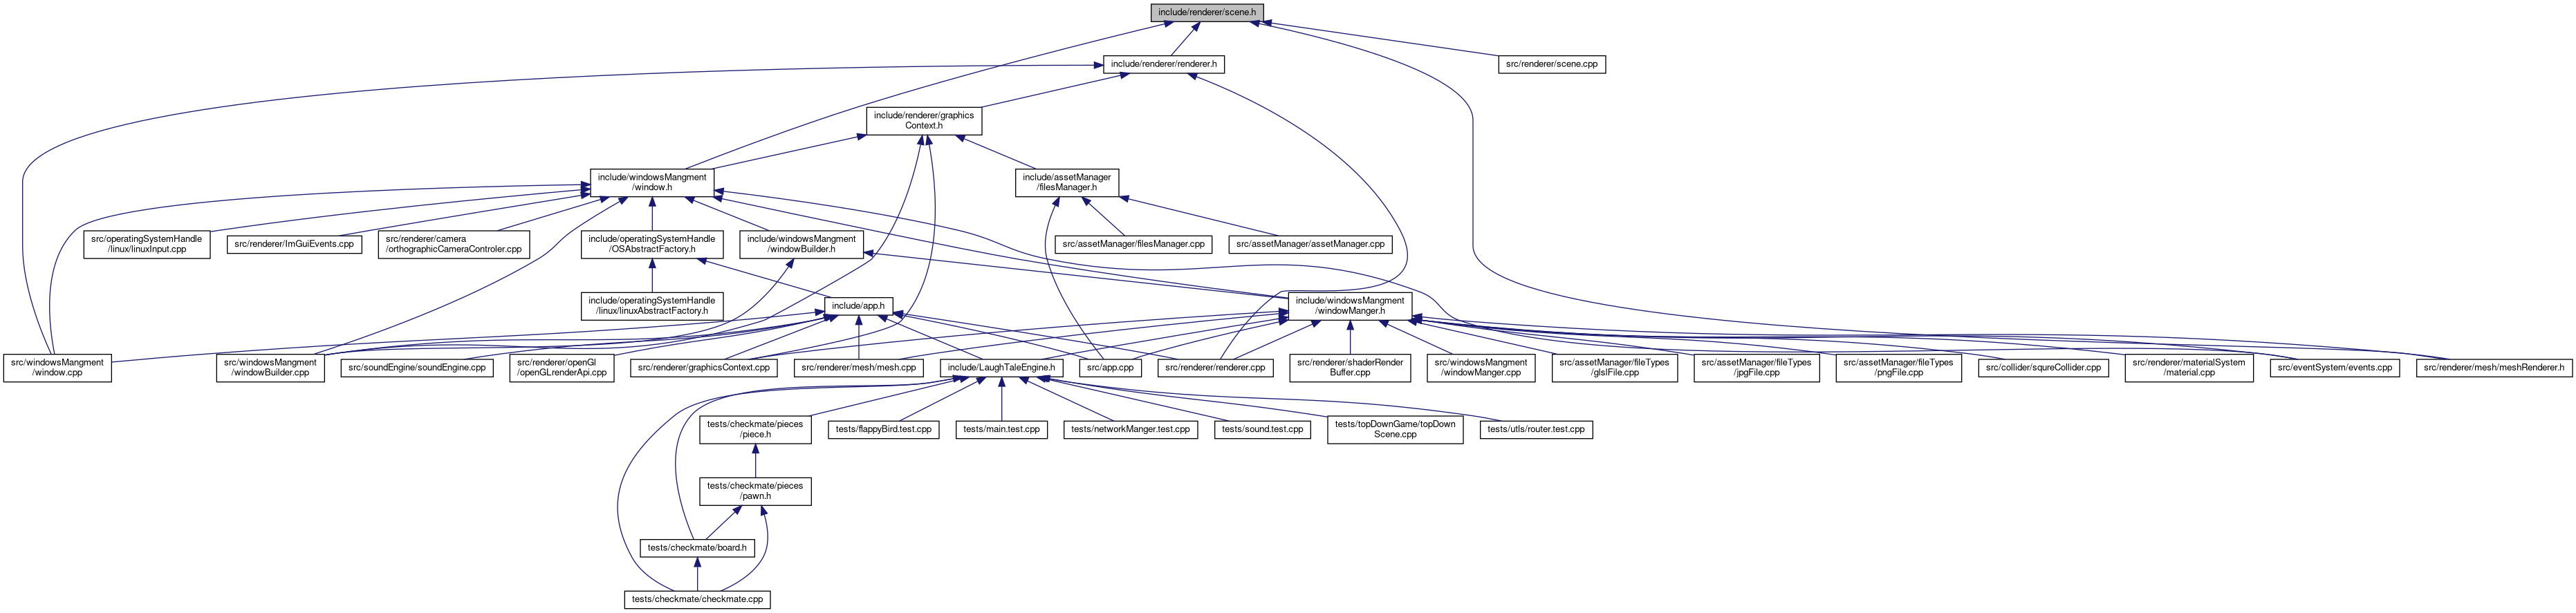 include/renderer/scene.h
include/renderer/renderer.h
src/renderer/scene.cpp
include/renderer/graphics
Context.h
include/windowsMangment
/window.h
include/assetManager
/filesManager.h
src/operatingSystemHandle
/linux/linuxInput.cpp
src/renderer/ImGuiEvents.cpp
src/renderer/camera
/orthographicCameraControler.cpp
include/operatingSystemHandle
/OSAbstractFactory.h
include/windowsMangment
/windowBuilder.h
src/assetManager/filesManager.cpp
src/assetManager/assetManager.cpp
include/operatingSystemHandle
/linux/linuxAbstractFactory.h
include/app.h
include/windowsMangment
/windowManger.h
src/windowsMangment
/window.cpp
src/windowsMangment
/windowBuilder.cpp
src/soundEngine/soundEngine.cpp
src/renderer/openGl
/openGLrenderApi.cpp
src/renderer/graphicsContext.cpp
src/renderer/mesh/mesh.cpp
include/LaughTaleEngine.h
src/app.cpp
src/renderer/renderer.cpp
src/renderer/shaderRender
Buffer.cpp
src/windowsMangment
/windowManger.cpp
src/assetManager/fileTypes
/glslFile.cpp
src/assetManager/fileTypes
/jpgFile.cpp
src/assetManager/fileTypes
/pngFile.cpp
src/collider/squreCollider.cpp
src/renderer/materialSystem
/material.cpp
src/eventSystem/events.cpp
src/renderer/mesh/meshRenderer.h
tests/checkmate/pieces
/piece.h
tests/flappyBird.test.cpp
tests/main.test.cpp
tests/networkManger.test.cpp
tests/sound.test.cpp
tests/topDownGame/topDown
Scene.cpp
tests/utls/router.test.cpp
tests/checkmate/pieces
/pawn.h
tests/checkmate/board.h
tests/checkmate/checkmate.cpp